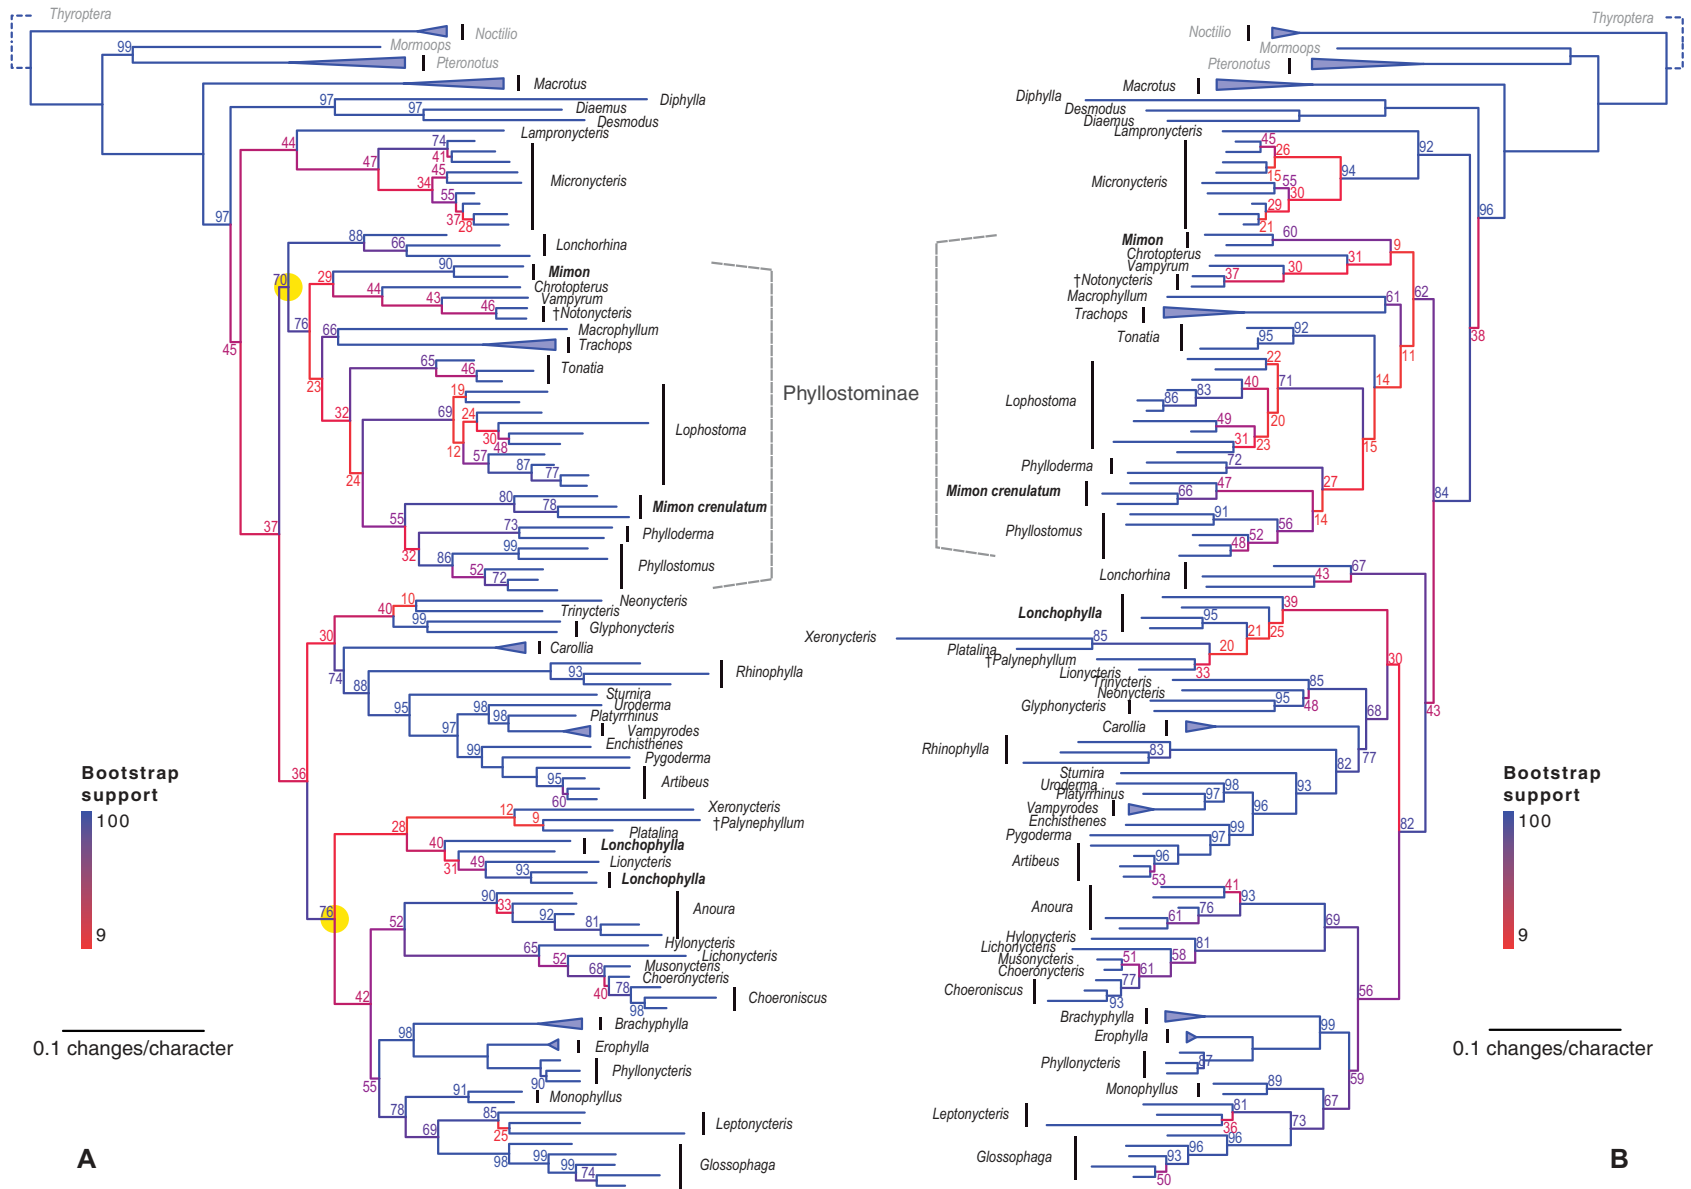 Thyroptera
Noctilio
99
Mormoops
Pteronotus
Macrotus
97
Diphylla
97
Diaemus
Desmodus
44
Lampronycteris
74
41
47
45
34
Micronycteris
55
37
28
97
88
66
Lonchorhina
70
90
Mimon
29
Chrotopterus
44
43
Vampyrum
46
†Notonycteris
76
66
Macrophyllum
Trachops
45
65
46
Tonatia
23
19
32
69
24
30
48
12
57
87
77
Lophostoma
24
80
78
Mimon crenulatum
55
73
Phylloderma
32
99
86
52
72
Phyllostomus
37
10
Neonycteris
40
Trinycteris
99
Glyphonycteris
30
Carollia
74
93
Rhinophylla
88
95
Sturnira
98
Uroderma
98
Platyrrhinus
97
Vampyrodes
99
Enchisthenes
Pygoderma
95
Artibeus
60
36
12
Xeronycteris
9
†Palynephyllum
28
Platalina
40
Lonchophylla
31
49
Lionycteris
93
Lonchophylla
76
90
33
92
81
Anoura
52
65
Hylonycteris
52
Lichonycteris
68
Musonycteris
Choeronycteris
40
78
98
Choeroniscus
42
98
Brachyphylla
Erophylla
Phyllonycteris
90
55
91
Monophyllus
78
85
25
Leptonycteris
69
98
99
99
74
Glossophaga
Bootstrap
support
100
9
0.1 changes/character
A
Phyllostominae
Thyroptera
Noctilio
Mormoops
Pteronotus
Macrotus
Diphylla
Desmodus
Diaemus
Lampronycteris
45
26
92
15
94
Micronycteris
55
30
29
21
96
Mimon
60
9
Chrotopterus
31
Vampyrum
30
37
†Notonycteris
Macrophyllum
61
62
Trachops
Tonatia
92
95
38
11
22
71
14
Lophostoma
40
83
86
49
20
31
23
15
Phylloderma
72
27
84
Mimon crenulatum
47
66
14
Phyllostomus
91
56
52
48
Lonchorhina
67
43
Lonchophylla
39
95
21
25
Xeronycteris
85
Platalina
20
†Palynephyllum
33
30
Lionycteris
Trinycteris
85
Neonycteris
95
48
Glyphonycteris
68
43
Carollia
77
Rhinophylla
83
82
Sturnira
93
Uroderma
98
Platyrrhinus
97
Vampyrodes
96
Enchisthenes
99
Pygoderma
97
82
Artibeus
96
53
Anoura
41
93
76
61
69
Hylonycteris
81
Lichonycteris
58
Musonycteris
51
61
Choeronycteris
77
Choeroniscus
93
56
Brachyphylla
99
Erophylla
Phyllonycteris
87
59
Monophyllus
89
67
Leptonycteris
81
36
73
Glossophaga
96
96
93
50
Bootstrap
support
100
9
0.1 changes/character
B